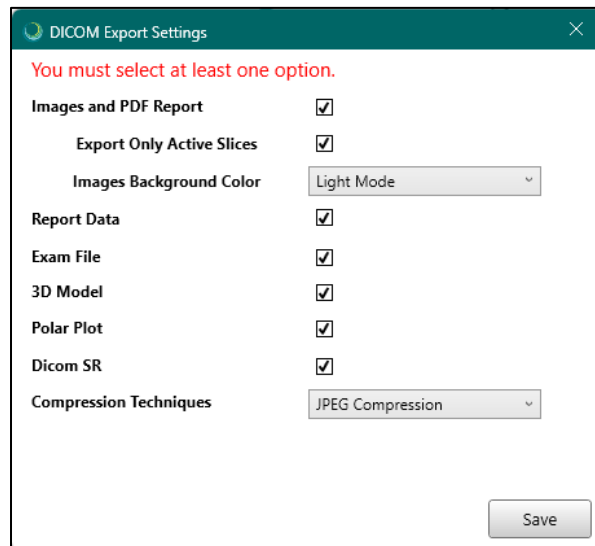 DICOM Export Settings
You must select at least one option.
Images and PDF Report
Export Only Active Slices
Images Background Color Light Mode
Report Data
Exam File
3D Model
Polar Plot
Dicom SR
Compression Techniques JPEG Compression
Save